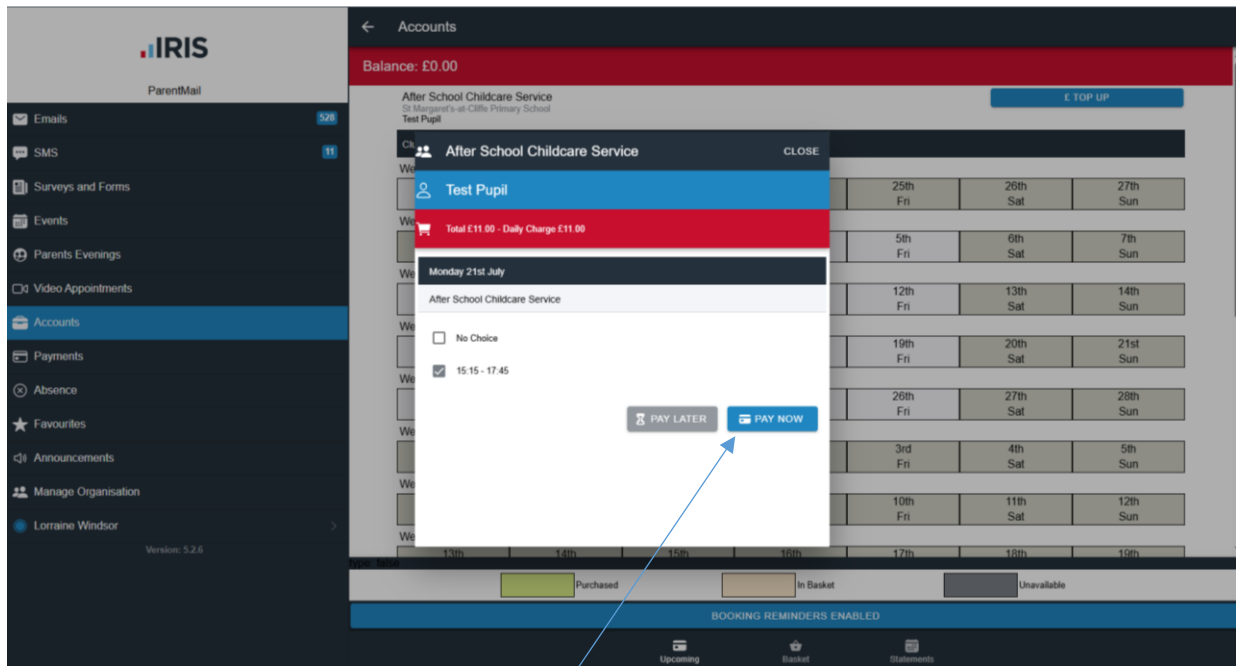 IRIS
ParentMail
Emails 528
SMS 11
Surveys and Forms
Events
Parents Evenings
Video Appointments
Accounts
Payments
Absence
Favourites
Announcements
Manage Organisation
Lorraine Windsor
Version: 5.2.6
Accounts
Balance: £0.00
After School Childcare Service
St Margaret's-at-Cliffe Primary School
Test Pupil
£ TOP UP
After School Childcare Service CLOSE
Test Pupil
Total £11.00 - Daily Charge £11.00
Monday 21st July
After School Childcare Service
No Choice
15:15 - 17:45
PAY LATER PAY NOW
25th 26th 27th
Fri Sat Sun
5th 6th 7th
Fri Sat Sun
12th 13th 14th
Fri Sat Sun
19th 20th 21st
Fri Sat Sun
26th 27th 28th
Fri Sat Sun
3rd 4th 5th
Fri Sat Sun
10th 11th 12th
Fri Sat Sun
13th 14th 15th 16th 17th 18th 19th
type: false
Purchased In Basket Unavailable
BOOKING REMINDERS ENABLED
Upcoming Basket Statements